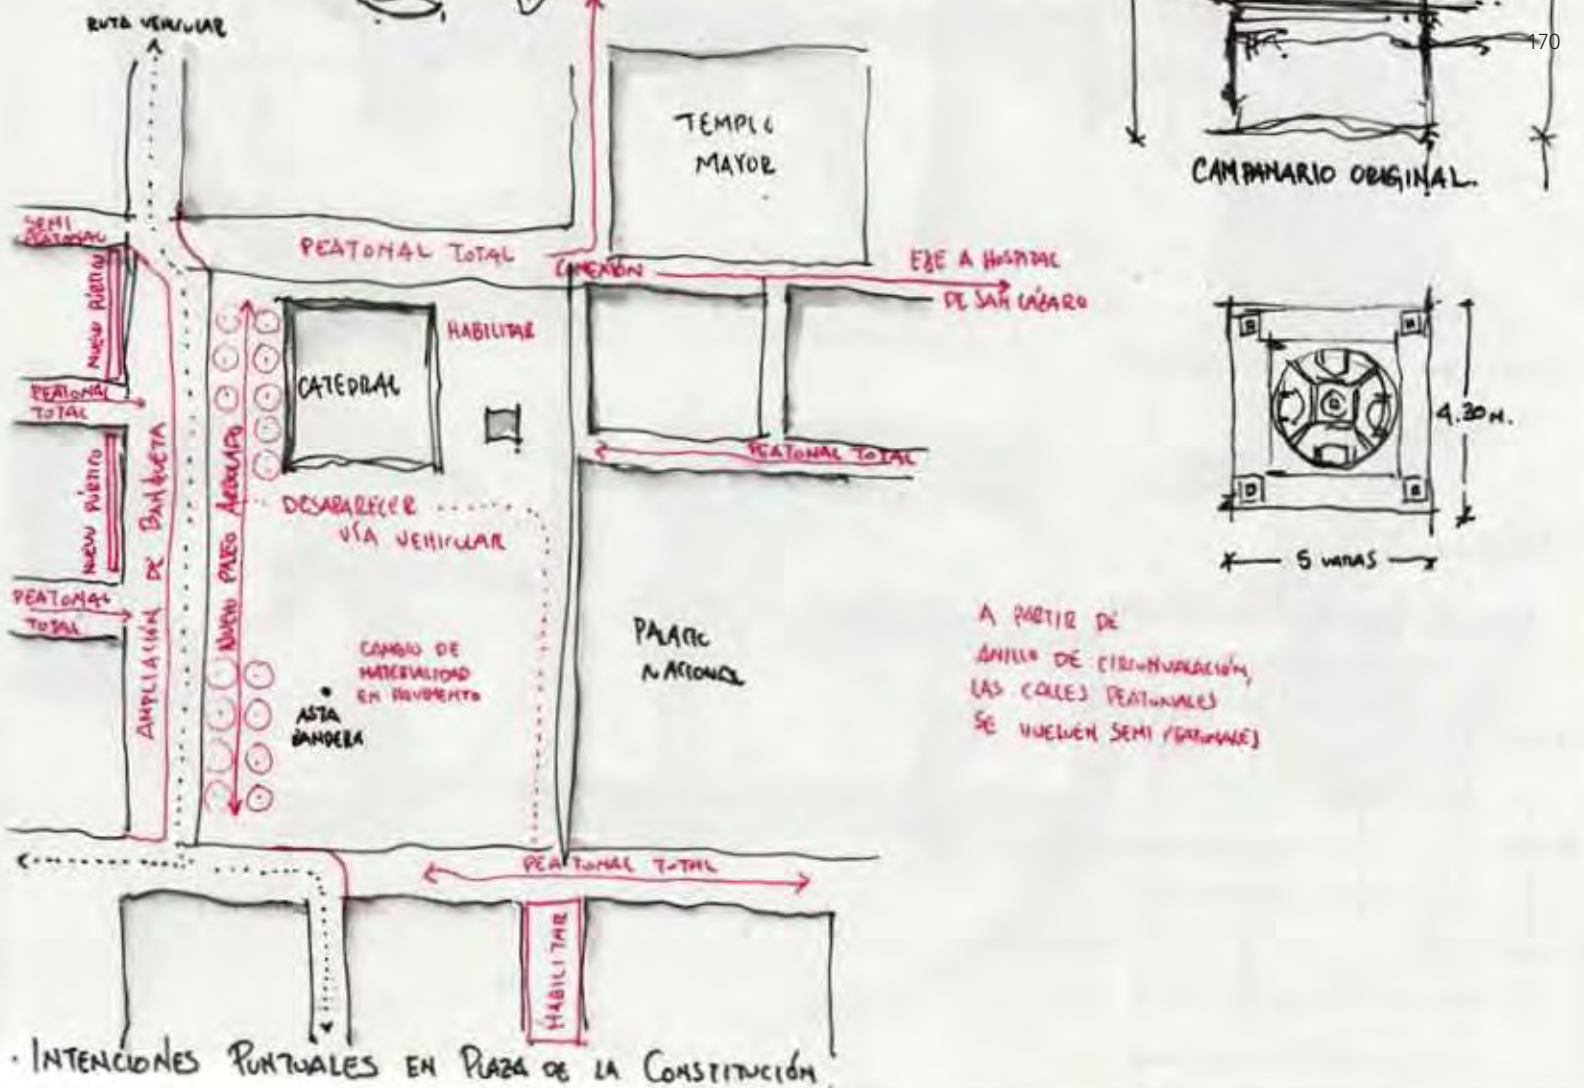 RUTA VEHICULAR
170
TEMPLO
MAYOR
CAMPANARIO ORIGINAL.
SEMI
PEATONAL
PEATONAL TOTAL
CONEXIÓN
EJE A HOSPITAL
DE SAN LÁZARO
NUEVO PÓRTICO
HABILITAR
CATEDRAL
PEATONAL
TOTAL
4.30 M.
PEATONAL TOTAL
NUEVO PÓRTICO
AMPLIACIÓN DE BANQUETA
NUEVO PASEO ARBOLADO
DESAPARECER
VÍA VEHICULAR
5 VARAS
PEATONAL
TOTAL
CAMBIO DE
MATERIALIDAD
EN PAVIMENTO
PALACIO
NACIONAL
A PARTIR DE
ANILLO DE CIRCUNVALACIÓN,
LAS CALLES PEATONALES
SE VUELVEN SEMI PEATONALES
ASTA
BANDERA
PEATONAL TOTAL
HABILITAR
· INTENCIONES PUNTUALES EN PLAZA DE LA CONSTITUCIÓN.